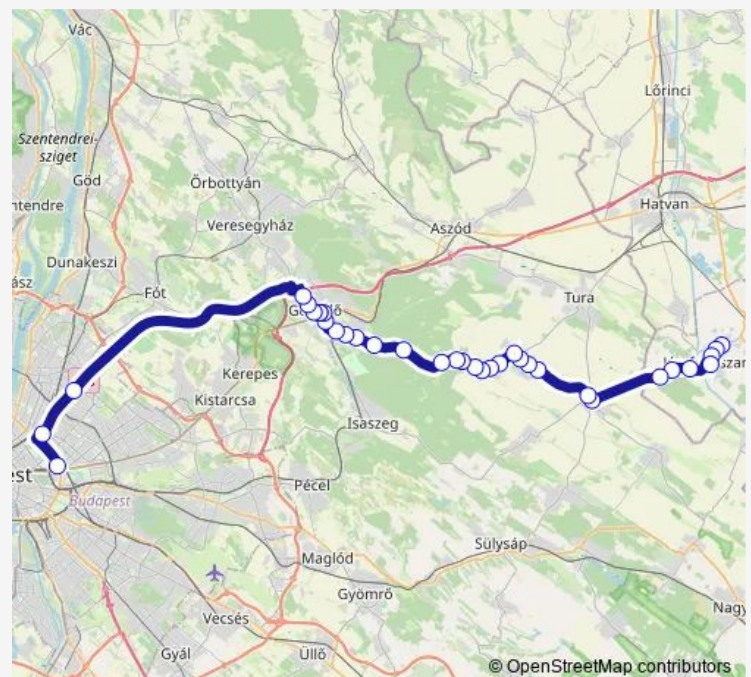 Vác
Lőrinci
Szentendrei-
sziget
Göd
Őrbottyán
ntendre
Veresegyház
Hatvan
Aszód
Dunakeszi
ász
Fót
Tura
Kerepes
Kistarcsa
Isaszeg
est
Pécel
Budapest
Sülysáp
Maglód
Gyömrő
Nagy
Vecsés
Gyál
Üllő
© OpenStreetMap contributors